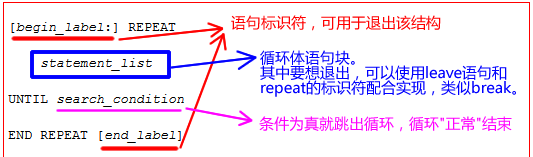 [begin_label:] REPEAT
语句标识符，可用于退出该结构
statement_list
循环体语句块。
其中要想退出，可以使用leave语句和
repeat的标识符配合实现，类似break。
UNTIL search_condition
条件为真就跳出循环，循环"正常"结束
END REPEAT [end_label]